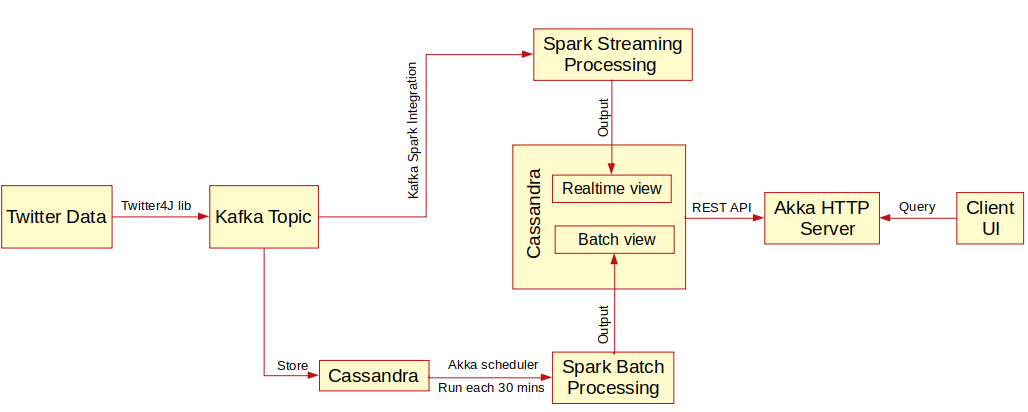 Spark Streaming
Processing
Kafka Spark Integration
Output
Cassandra
Realtime view
Batch view
Twitter Data
Twitter4J lib
Kafka Topic
REST API
Akka HTTP
Server
Query
Client
UI
Output
Store
Cassandra
Akka scheduler
Run each 30 mins
Spark Batch
Processing